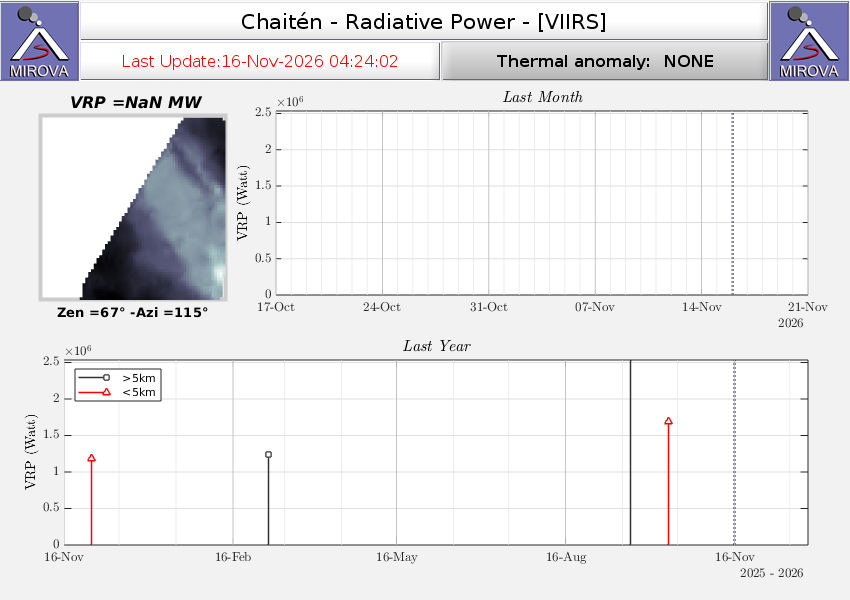 Chaitén - Radiative Power - [VIIRS]
MIROVA
Last Update:16-Nov-2026 04:24:02
Thermal anomaly: NONE
MIROVA
VRP =NaN MW
Zen =67° -Azi =115°
Last Month
×10⁶
VRP (Watt)
2.5
2
1.5
1
0.5
0
17-Oct
24-Oct
31-Oct
07-Nov
14-Nov
21-Nov
2026
Last Year
×10⁶
VRP (Watt)
2.5
2
1.5
1
0.5
0
>5km
<5km
16-Nov
16-Feb
16-May
16-Aug
16-Nov
2025 - 2026